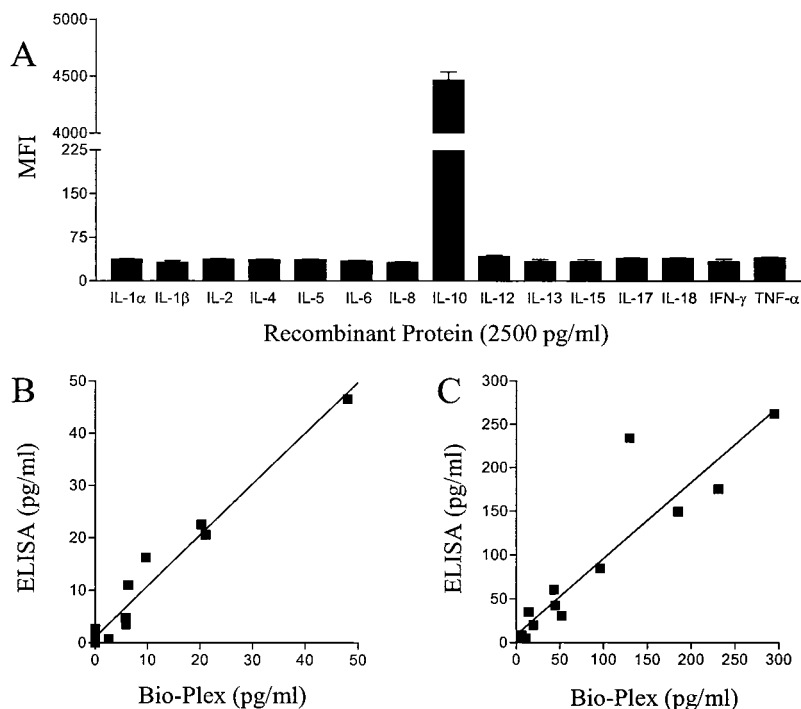 A
5000
4500
4000
225
150
75
0
MFI
IL-1α IL-1β IL-2 IL-4 IL-5 IL-6 IL-8 IL-10 IL-12 IL-13 IL-15 IL-17 IL-18 IFN-γ TNF-α
Recombinant Protein (2500 pg/ml)
B
50
40
30
20
10
0
ELISA (pg/ml)
0 10 20 30 40 50
Bio-Plex (pg/ml)
C
300
250
200
150
100
50
0
ELISA (pg/ml)
0 50 100 150 200 250 300
Bio-Plex (pg/ml)